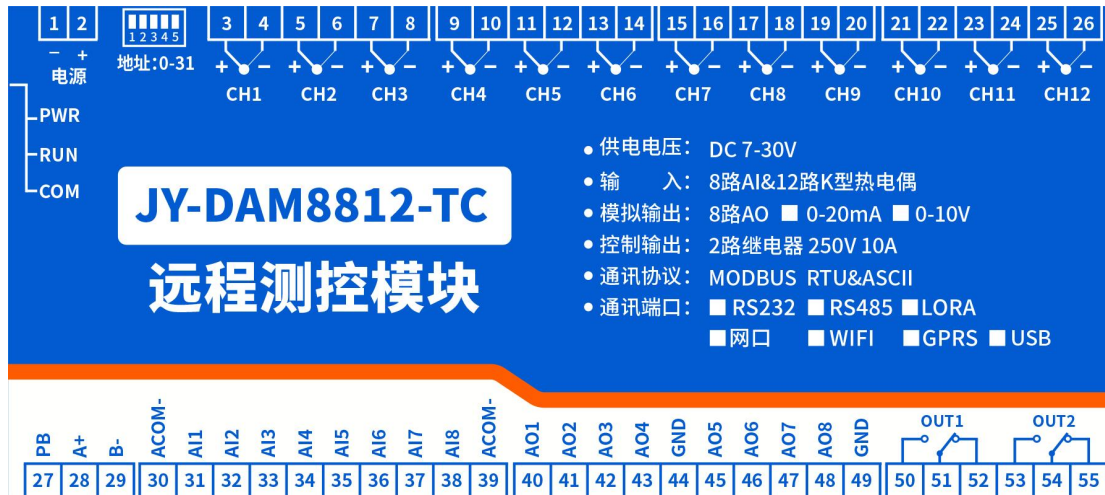 1 2 3 4 5 6 7 8 9 10 11 12 13 14 15 16 17 18 19 20 21 22 23 24 25 26
1 2 3 4 5
- +
电源
地址:0-31
+ - + - + - + - + - + - + - + - + - + - + - + -
CH1 CH2 CH3 CH4 CH5 CH6 CH7 CH8 CH9 CH10 CH11 CH12
PWR
RUN
COM
JY-DAM8812-TC
远程测控模块
● 供电电压： DC 7-30V
● 输 入： 8路AI&12路K型热电偶
● 模拟输出： 8路AO ■ 0-20mA ■ 0-10V
● 控制输出： 2路继电器 250V 10A
● 通讯协议： MODBUS RTU&ASCII
● 通讯端口： ■ RS232 ■ RS485 ■LORA
■网口 ■ WIFI ■GPRS ■ USB
PB A+ B- ACOM- AI1 AI2 AI3 AI4 AI5 AI6 AI7 AI8 ACOM- AO1 AO2 AO3 AO4 GND AO5 AO6 AO7 AO8 GND OUT1 OUT2
27 28 29 30 31 32 33 34 35 36 37 38 39 40 41 42 43 44 45 46 47 48 49 50 51 52 53 54 55